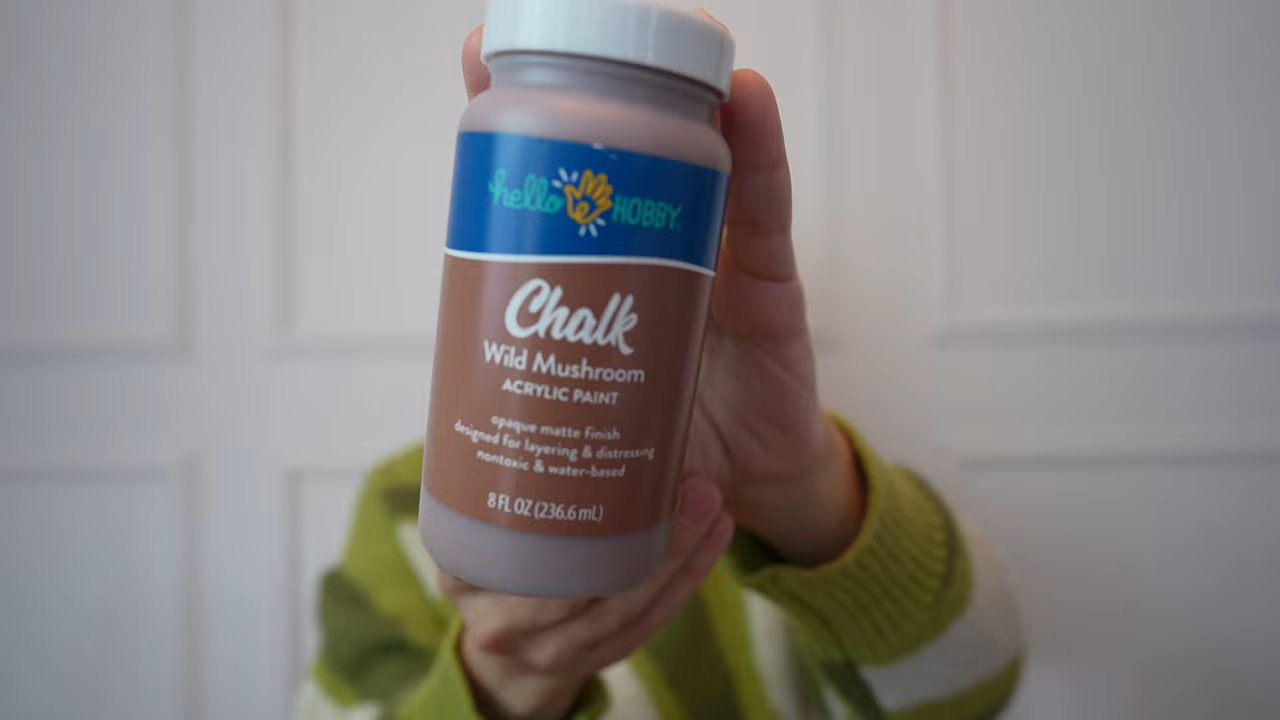 hello HOBBY
Chalk
Wild Mushroom
ACRYLIC PAINT
opaque matte finish
designed for layering & distressing
nontoxic & water-based
8 FL OZ (236.6 mL)